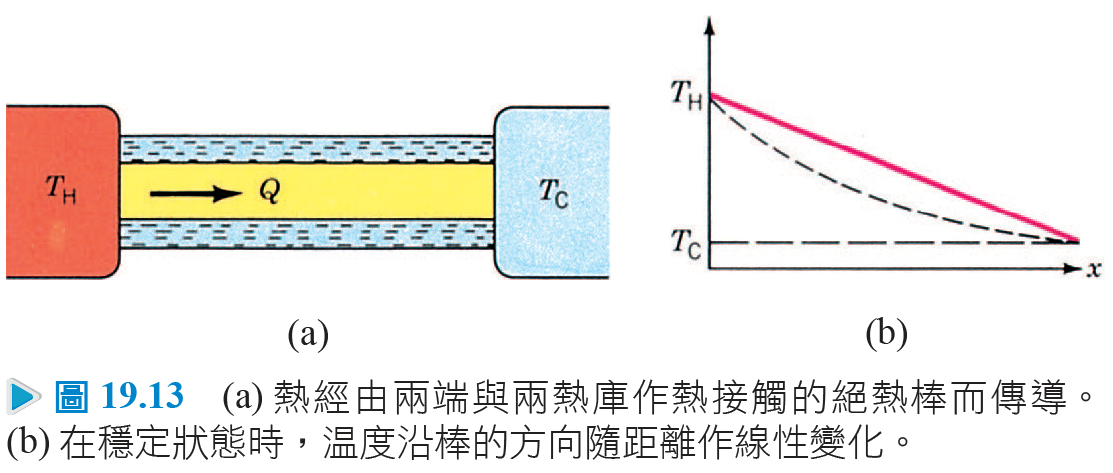 T_H
Q
T_C
T_H
T_C
x
(a)
(b)
圖 19.13 (a) 熱經由兩端與兩熱庫作熱接觸的絕熱棒而傳導。
(b) 在穩定狀態時，温度沿棒的方向隨距離作線性變化。